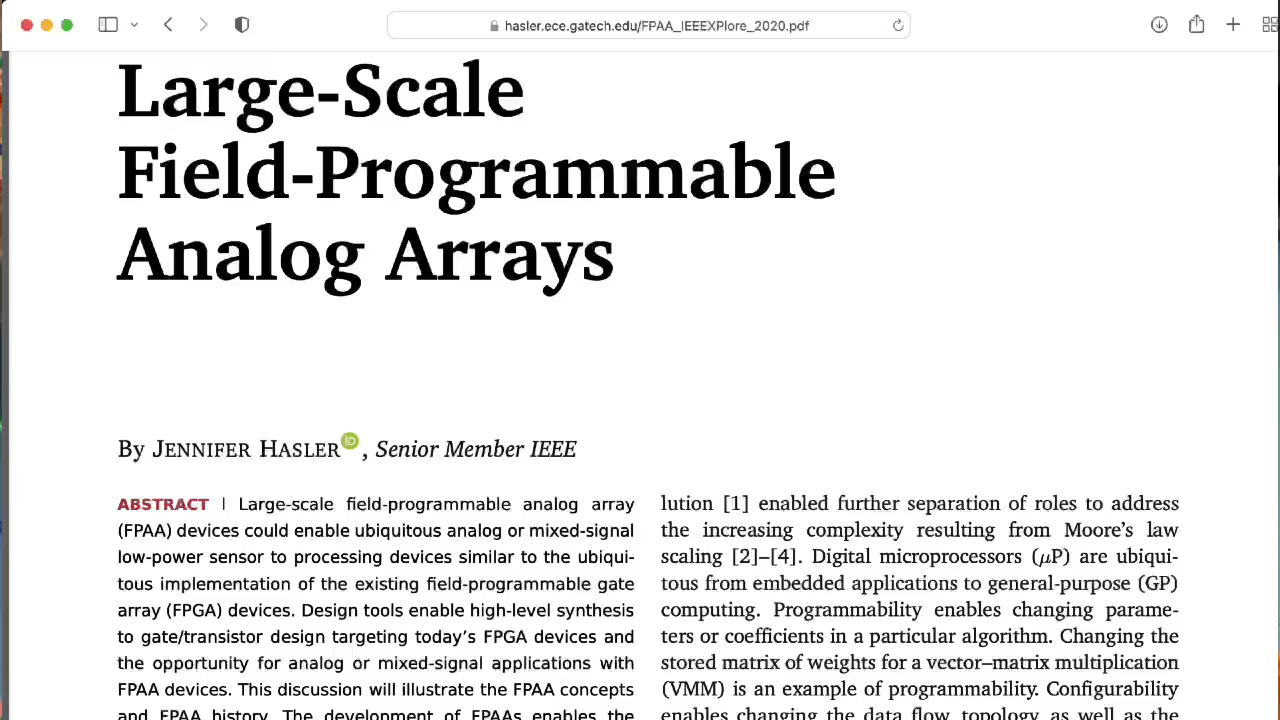 hasler.ece.gatech.edu/FPAA_IEEEXPlore_2020.pdf
Large-Scale
Field-Programmable
Analog Arrays
By JENNIFER HASLER iD, Senior Member IEEE
ABSTRACT | Large-scale field-programmable analog array
(FPAA) devices could enable ubiquitous analog or mixed-signal
low-power sensor to processing devices similar to the ubiqui-
tous implementation of the existing field-programmable gate
array (FPGA) devices. Design tools enable high-level synthesis
to gate/transistor design targeting today's FPGA devices and
the opportunity for analog or mixed-signal applications with
FPAA devices. This discussion will illustrate the FPAA concepts
and FPAA history. The development of FPAAs enables the
lution [1] enabled further separation of roles to address
the increasing complexity resulting from Moore's law
scaling [2]–[4]. Digital microprocessors (μP) are ubiqui-
tous from embedded applications to general-purpose (GP)
computing. Programmability enables changing parame-
ters or coefficients in a particular algorithm. Changing the
stored matrix of weights for a vector–matrix multiplication
(VMM) is an example of programmability. Configurability
enables changing the data flow, topology, as well as the